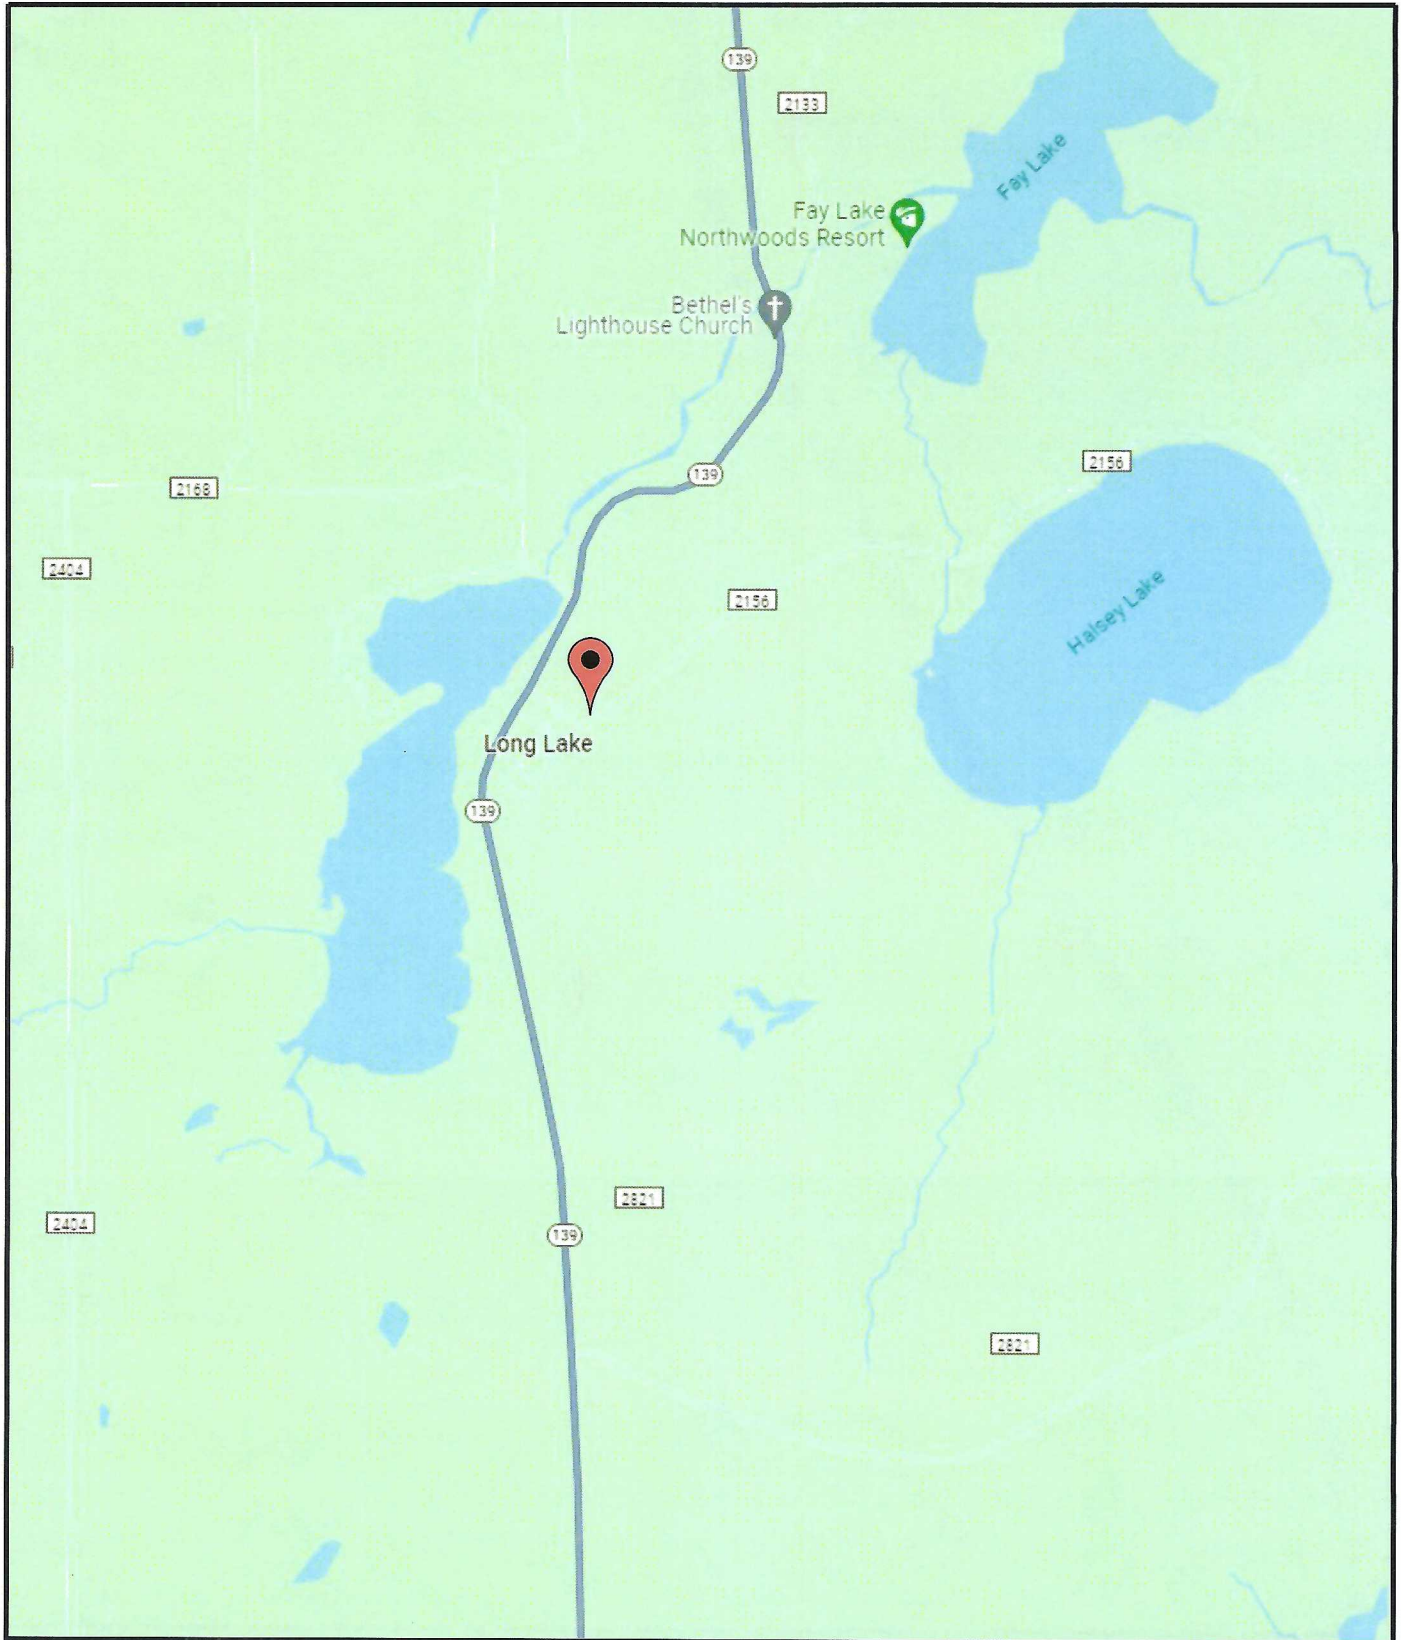 139
2133
Fay Lake
Fay Lake
Northwoods Resort
Bethel's
Lighthouse Church
2156
139
2168
2404
Halsey Lake
2156
Long Lake
139
2821
2404
139
2821